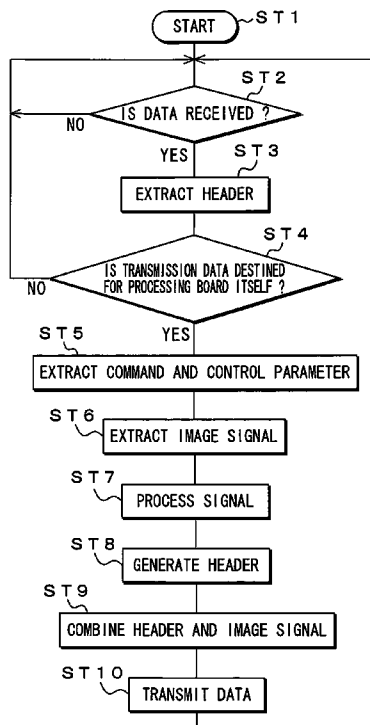 ST1
START
ST2
IS DATA RECEIVED ?
NO
YES
ST3
EXTRACT HEADER
ST4
IS TRANSMISSION DATA DESTINED
FOR PROCESSING BOARD ITSELF ?
NO
YES
ST5
EXTRACT COMMAND AND CONTROL PARAMETER
ST6
EXTRACT IMAGE SIGNAL
ST7
PROCESS SIGNAL
ST8
GENERATE HEADER
ST9
COMBINE HEADER AND IMAGE SIGNAL
ST10
TRANSMIT DATA